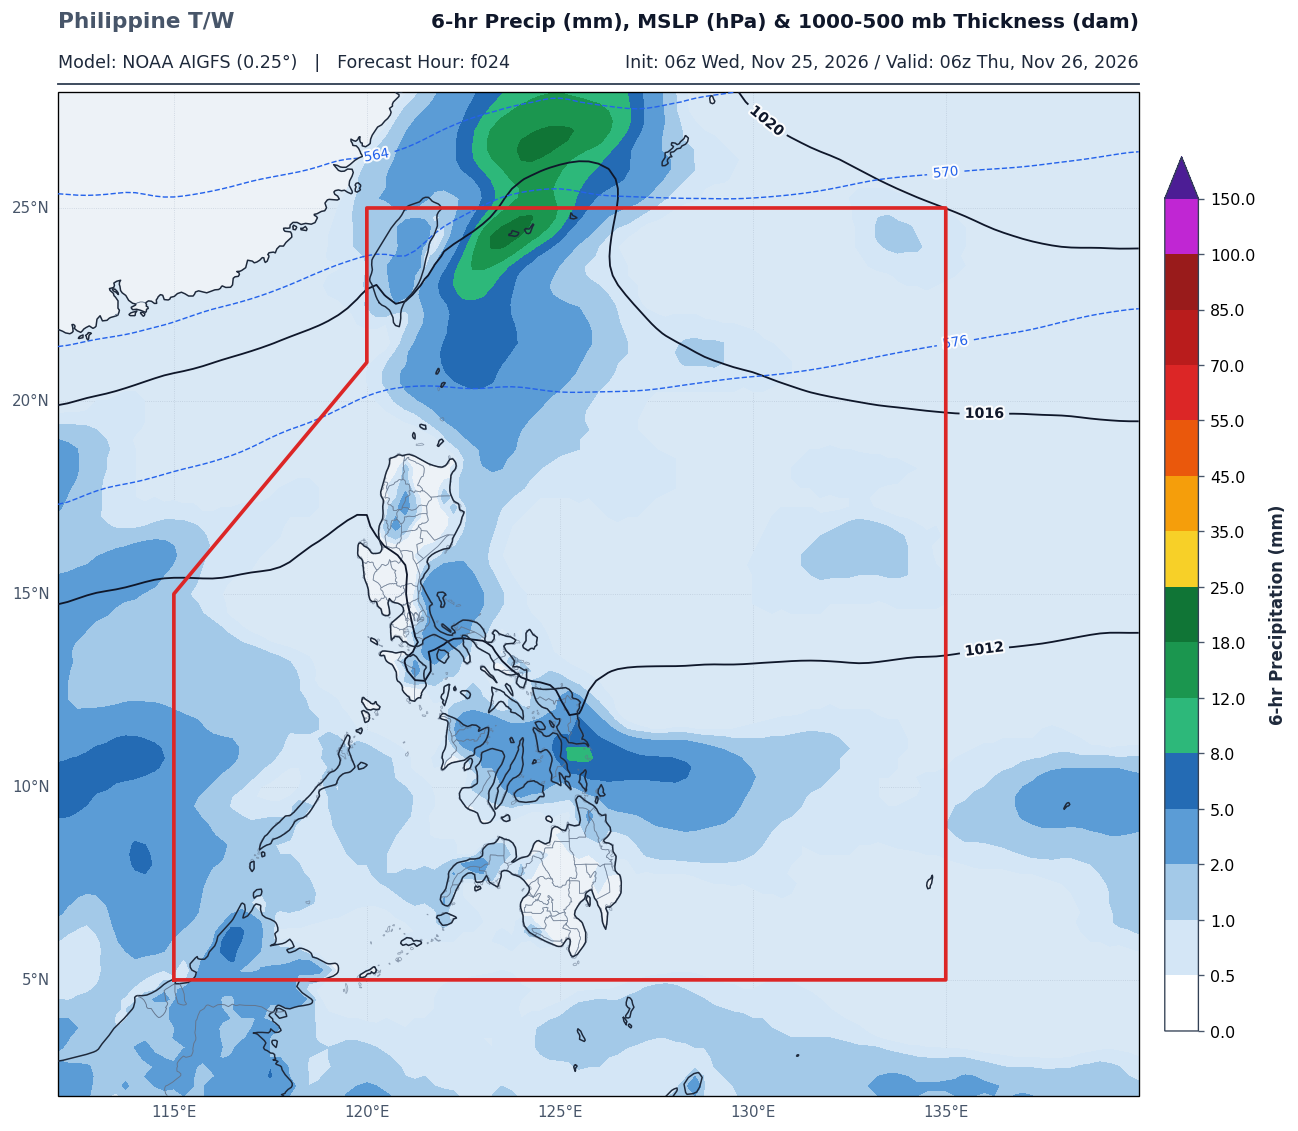 Philippine T/W
6-hr Precip (mm), MSLP (hPa) & 1000-500 mb Thickness (dam)
Model: NOAA AIGFS (0.25°) | Forecast Hour: f024
Init: 06z Wed, Nov 25, 2026 / Valid: 06z Thu, Nov 26, 2026
1020
564
570
576
1016
1012
25°N
20°N
15°N
10°N
5°N
115°E
120°E
125°E
130°E
135°E
150.0
100.0
85.0
70.0
55.0
45.0
35.0
25.0
18.0
12.0
8.0
5.0
2.0
1.0
0.5
0.0
6-hr Precipitation (mm)